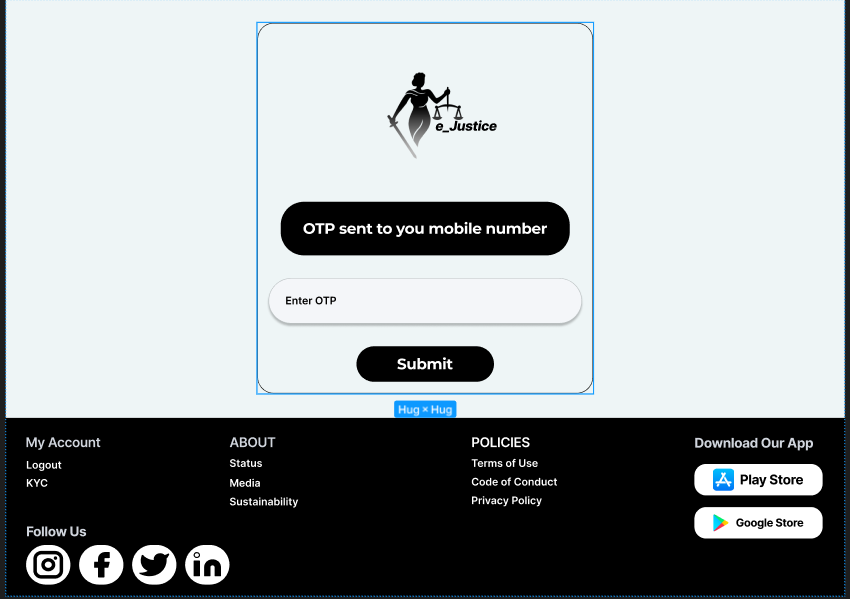 e_Justice
OTP sent to you mobile number
Enter OTP
Submit
Hug × Hug
My Account
Logout
KYC
ABOUT
Status
Media
Sustainability
POLICIES
Terms of Use
Code of Conduct
Privacy Policy
Download Our App
Play Store
Google Store
Follow Us